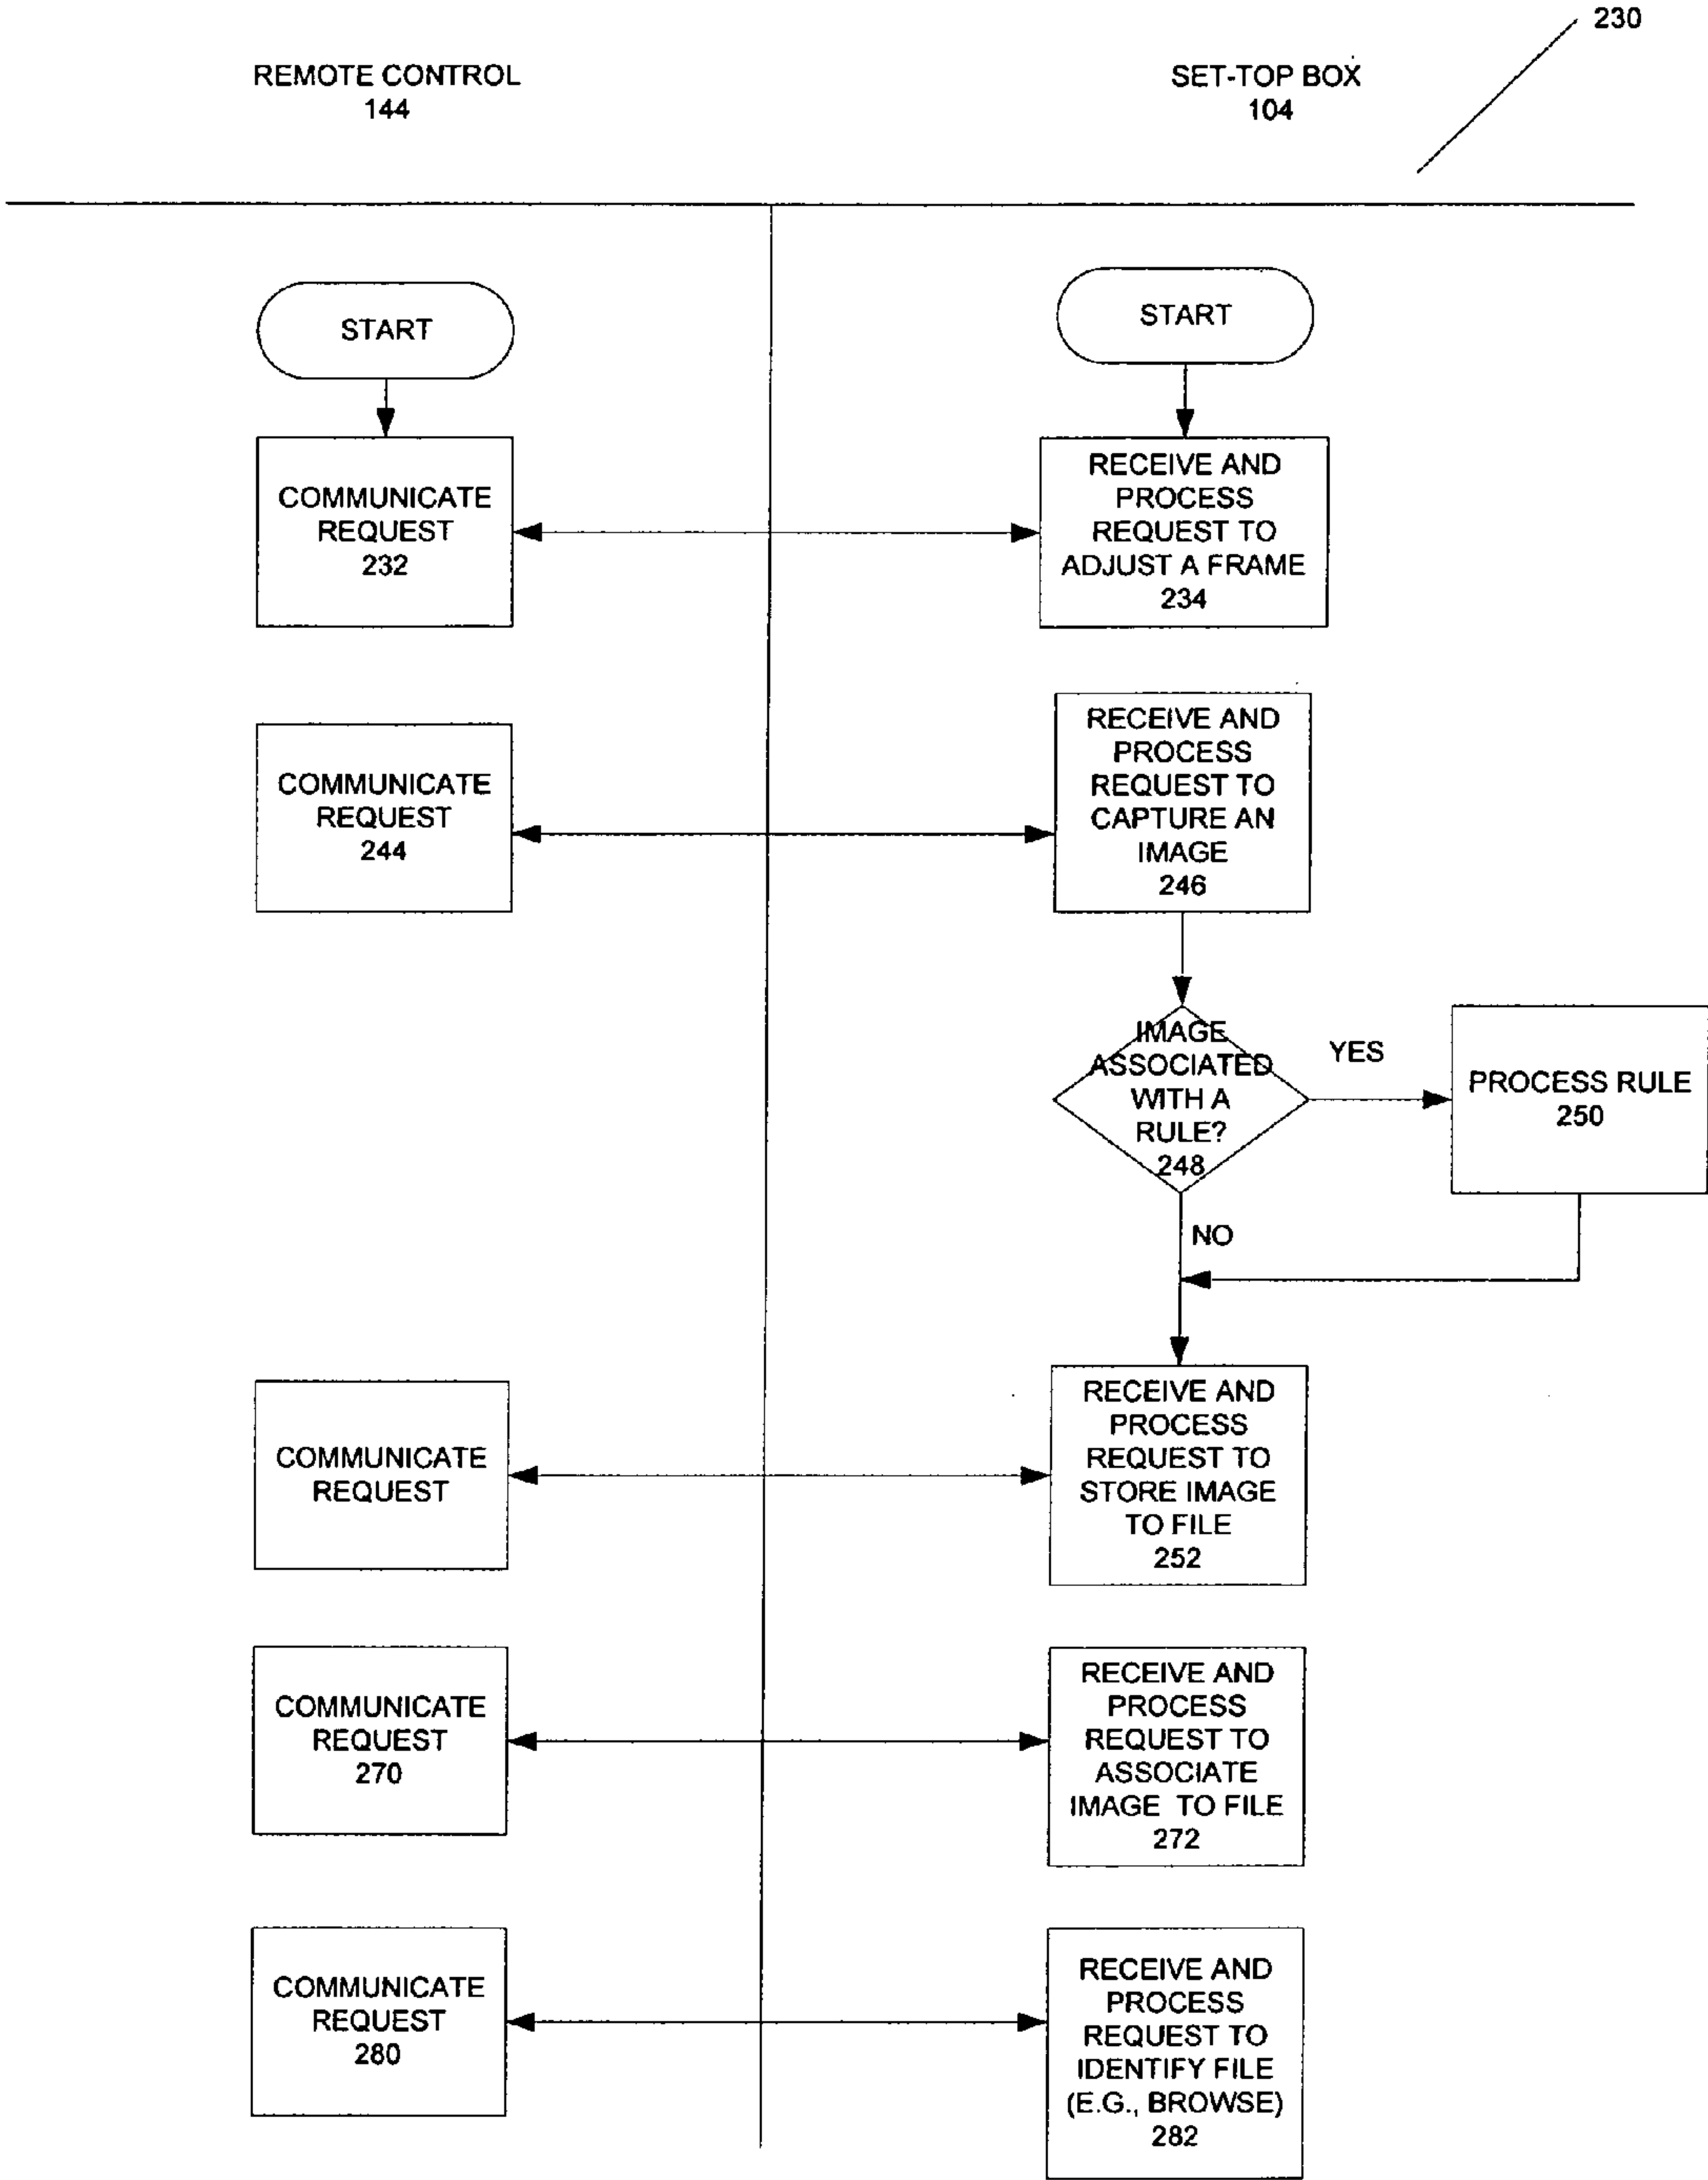 230
REMOTE CONTROL
144
SET-TOP BOX
104
START
START
COMMUNICATE
REQUEST
232
RECEIVE AND
PROCESS
REQUEST TO
ADJUST A FRAME
234
COMMUNICATE
REQUEST
244
RECEIVE AND
PROCESS
REQUEST TO
CAPTURE AN
IMAGE
246
IMAGE
ASSOCIATED
WITH A
RULE?
248
YES
PROCESS RULE
250
NO
COMMUNICATE
REQUEST
RECEIVE AND
PROCESS
REQUEST TO
STORE IMAGE
TO FILE
252
COMMUNICATE
REQUEST
270
RECEIVE AND
PROCESS
REQUEST TO
ASSOCIATE
IMAGE TO FILE
272
COMMUNICATE
REQUEST
280
RECEIVE AND
PROCESS
REQUEST TO
IDENTIFY FILE
(E.G., BROWSE)
282